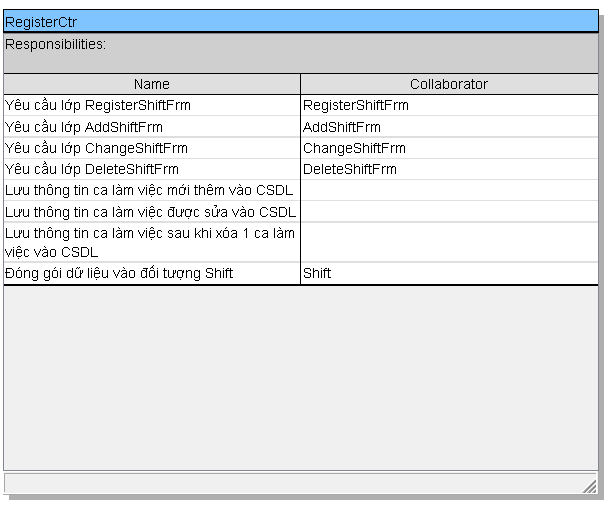 RegisterCtr
Responsibilities:
Name Collaborator
Yêu cầu lớp RegisterShiftFrm RegisterShiftFrm
Yêu cầu lớp AddShiftFrm AddShiftFrm
Yêu cầu lớp ChangeShiftFrm ChangeShiftFrm
Yêu cầu lớp DeleteShiftFrm DeleteShiftFrm
Lưu thông tin ca làm việc mới thêm vào CSDL
Lưu thông tin ca làm việc được sửa vào CSDL
Lưu thông tin ca làm việc sau khi xóa 1 ca làm
việc vào CSDL
Đóng gói dữ liệu vào đối tượng Shift Shift